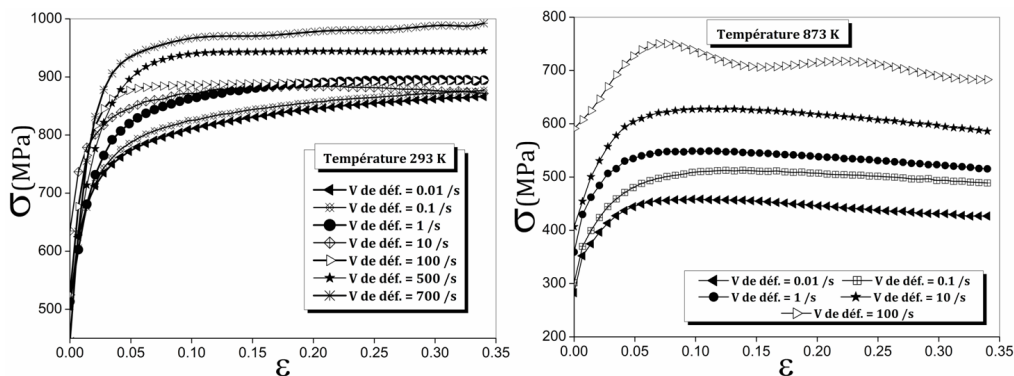 1000
900
800
700
600
500
σ(MPa)
Température 293 K
V de déf. = 0.01 /s
V de déf. = 0.1 /s
V de déf. = 1 /s
V de déf. = 10 /s
V de déf. = 100 /s
V de déf. = 500 /s
V de déf. = 700 /s
0.00 0.05 0.10 0.15 0.20 0.25 0.30 0.35
ε
800
700
600
500
400
300
200
σ(MPa)
Température 873 K
V de déf. = 0.01 /s V de déf. = 0.1 /s
V de déf. = 1 /s V de déf. = 10 /s
V de déf. = 100 /s
0.00 0.05 0.10 0.15 0.20 0.25 0.30 0.35
ε